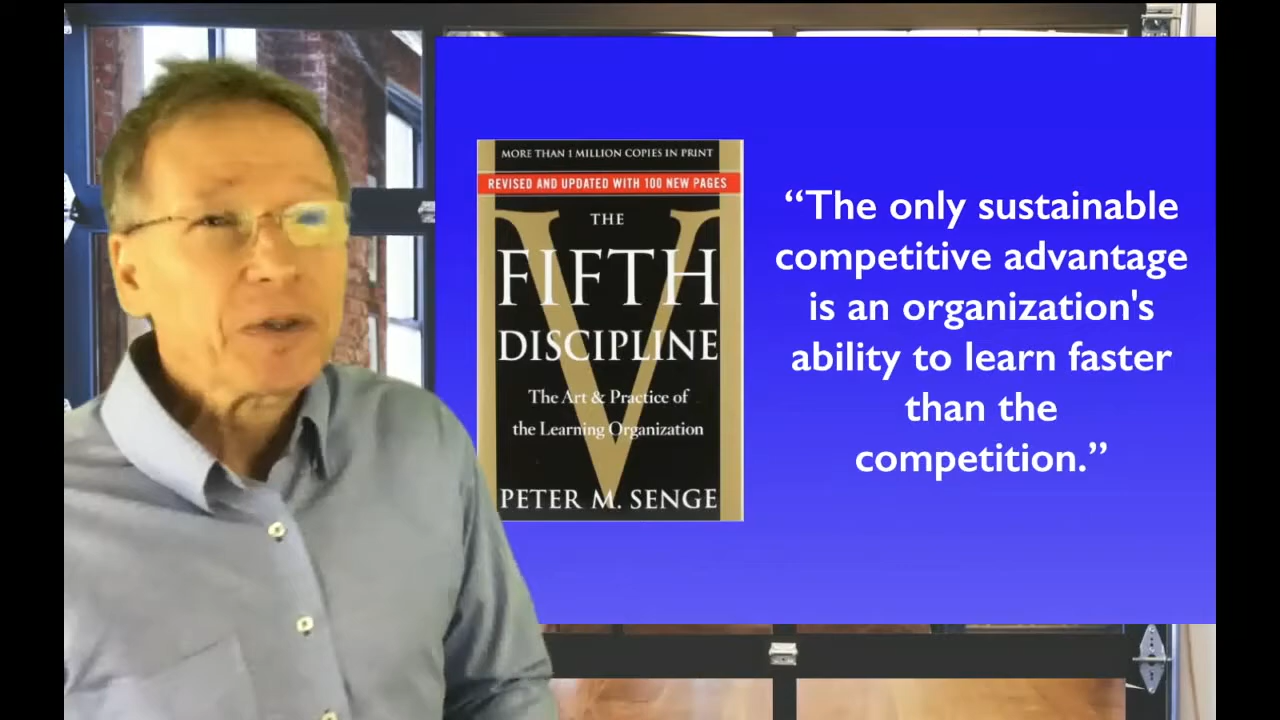 MORE THAN 1 MILLION COPIES IN PRINT
REVISED AND UPDATED WITH 100 NEW PAGES
THE
FIFTH
DISCIPLINE
The Art & Practice of
the Learning Organization
PETER M. SENGE
“The only sustainable
competitive advantage
is an organization's
ability to learn faster
than the
competition.”